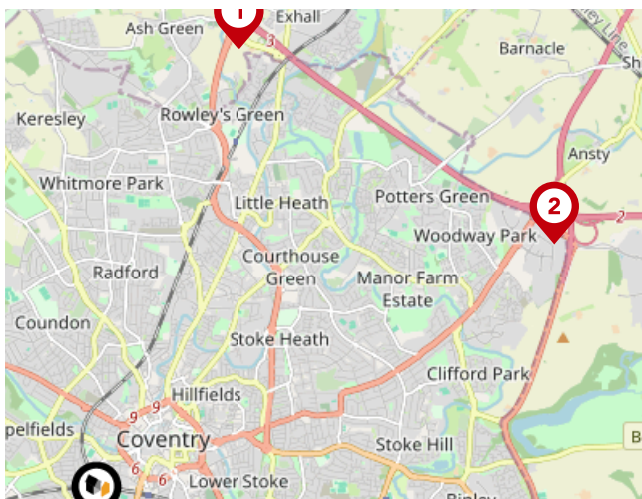 1
Exhall
Ash Green
3
Barnacle
Keresley
Rowley's Green
Ansty
Whitmore Park
Little Heath
Potters Green
2
2
Woodway Park
Courthouse
Green
Radford
Manor Farm
Estate
Coundon
Stoke Heath
Clifford Park
Hillfields
9
9
Coventry
Stoke Hill
6
6
Lower Stoke